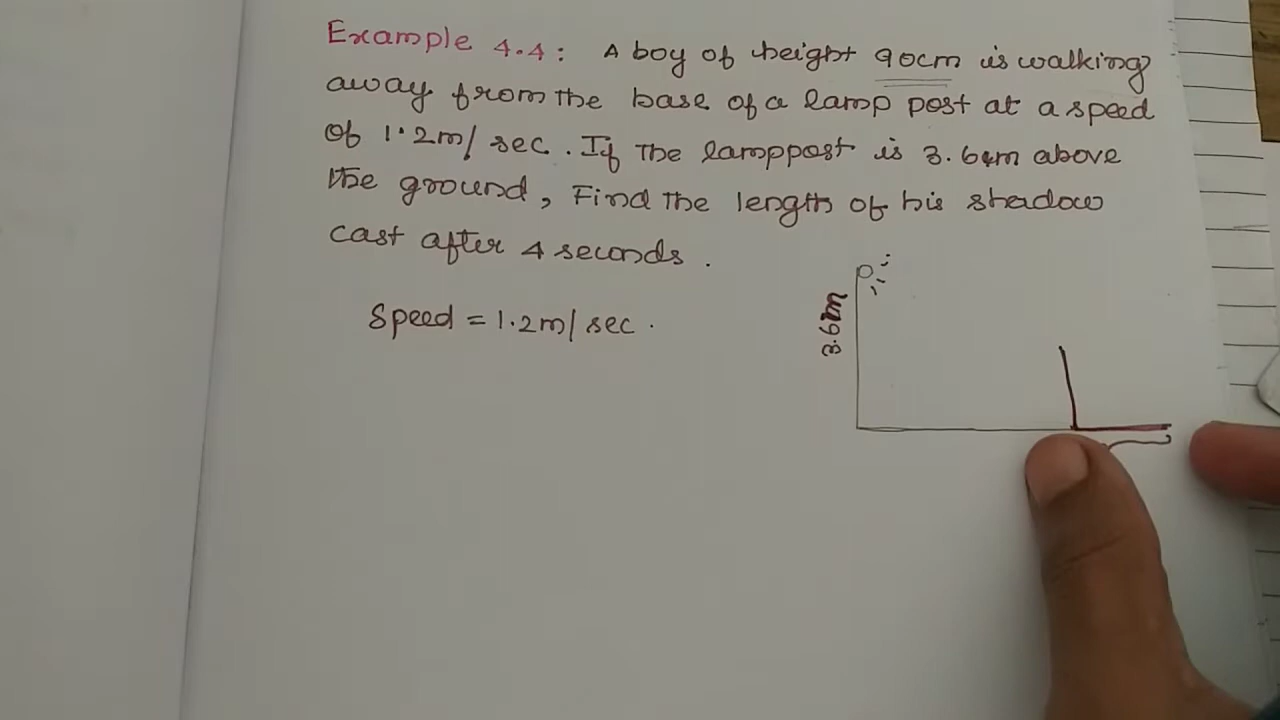 Example 4.4: A boy of height 90cm is walking
away from the base of a lamp post at a speed
of 1.2m/sec. If the lamppost is 3.6m above
the ground, Find the length of his shadow
cast after 4 seconds.
Speed = 1.2m/sec.
3.6m